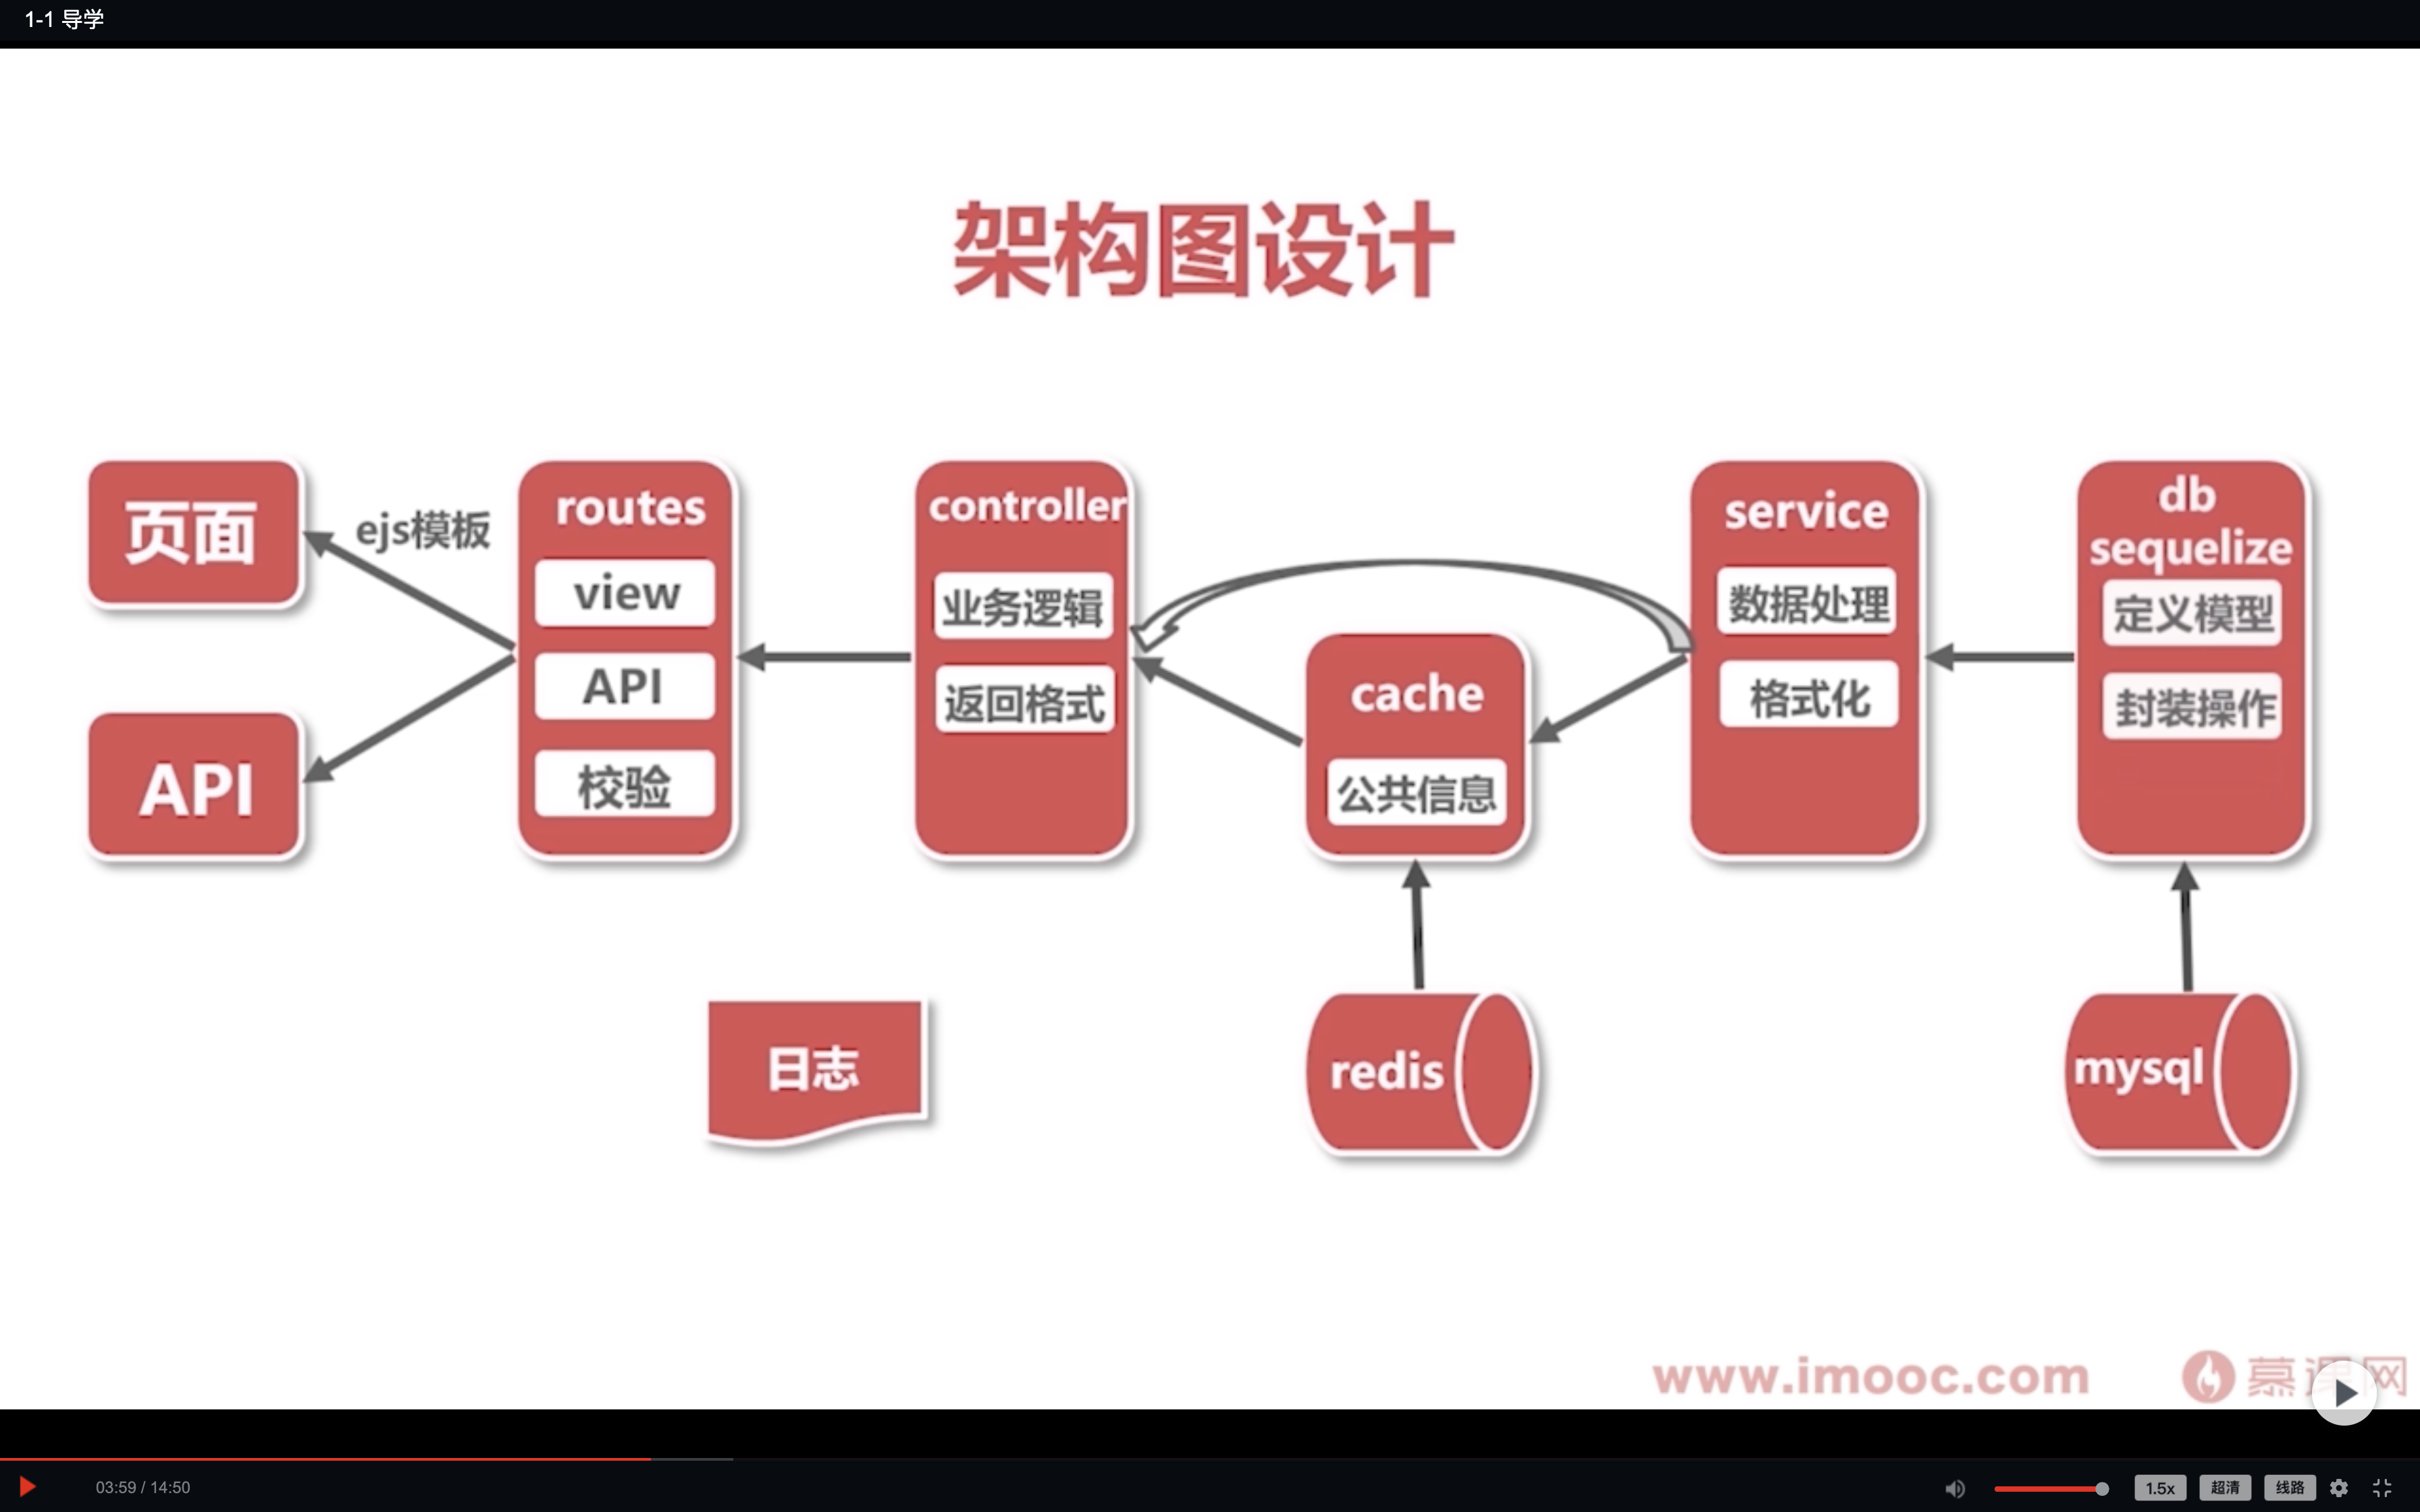 1-1 导学
架构图设计
页面
ejs模板
API
routes
view
API
校验
controller
业务逻辑
返回格式
cache
公共信息
service
数据处理
格式化
db
sequelize
定义模型
封装操作
日志
redis
mysql
www.imooc.com
慕课网
03:59 / 14:50
1.5x
超清
线路